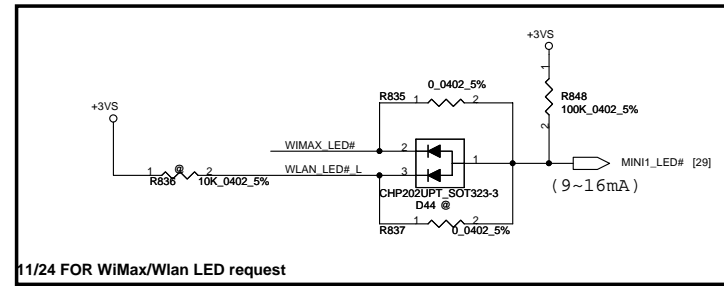 +3VS
R835
0_0402_5%
1
2
1
R848
100K_0402_5%
2
+3VS
WIMAX_LED#
2
WLAN_LED#_L
3
1
MINI1_LED# [29]
(9~16mA)
1
@
2
R836
10K_0402_5%
CHP202UPT_SOT323-3
D44 @
R837
1
2
0_0402_5%
11/24 FOR WiMax/Wlan LED request